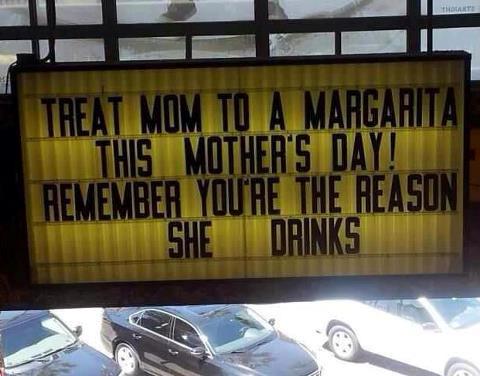 TREAT MOM TO A MARGARITA
THIS MOTHER'S DAY!
REMEMBER YOU'RE THE REASON
SHE DRINKS